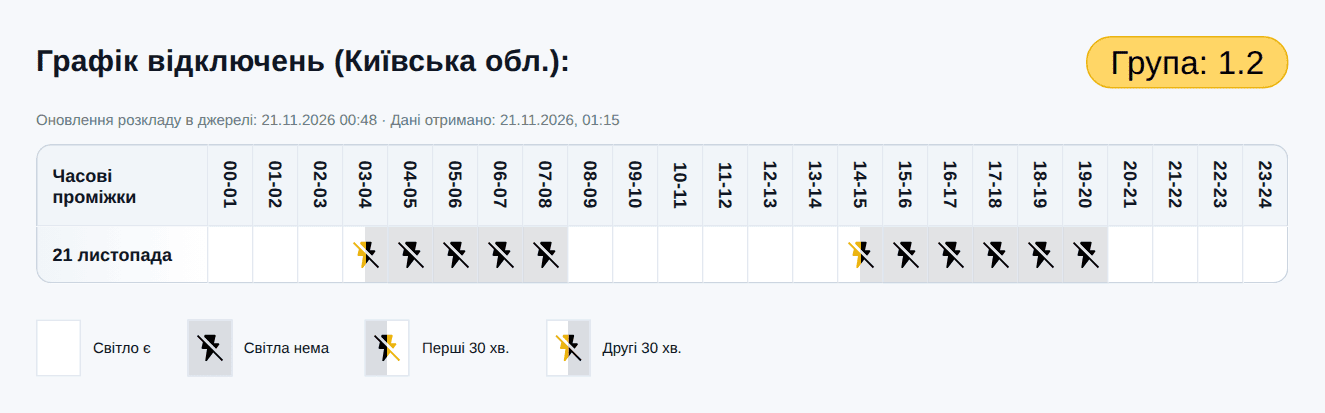 Графік відключень (Київська обл.):
Група: 1.2
Оновлення розкладу в джерелі: 21.11.2026 00:48 · Дані отримано: 21.11.2026, 01:15
Часові
проміжки
00-01
01-02
02-03
03-04
04-05
05-06
06-07
07-08
08-09
09-10
10-11
11-12
12-13
13-14
14-15
15-16
16-17
17-18
18-19
19-20
20-21
21-22
22-23
23-24
21 листопада
Світло є
Світла нема
Перші 30 хв.
Другі 30 хв.